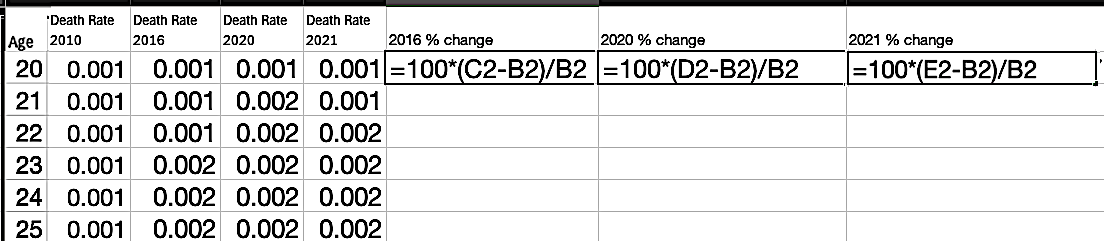 Age 'Death Rate 2010 Death Rate 2016 Death Rate 2020 Death Rate 2021 2016 % change 2020 % change 2021 % change
20 0.001 0.001 0.001 0.001 =100*(C2-B2)/B2 =100*(D2-B2)/B2 =100*(E2-B2)/B2
21 0.001 0.001 0.002 0.001
22 0.001 0.001 0.002 0.002
23 0.001 0.002 0.002 0.002
24 0.001 0.002 0.002 0.002
25 0.001 0.002 0.002 0.002